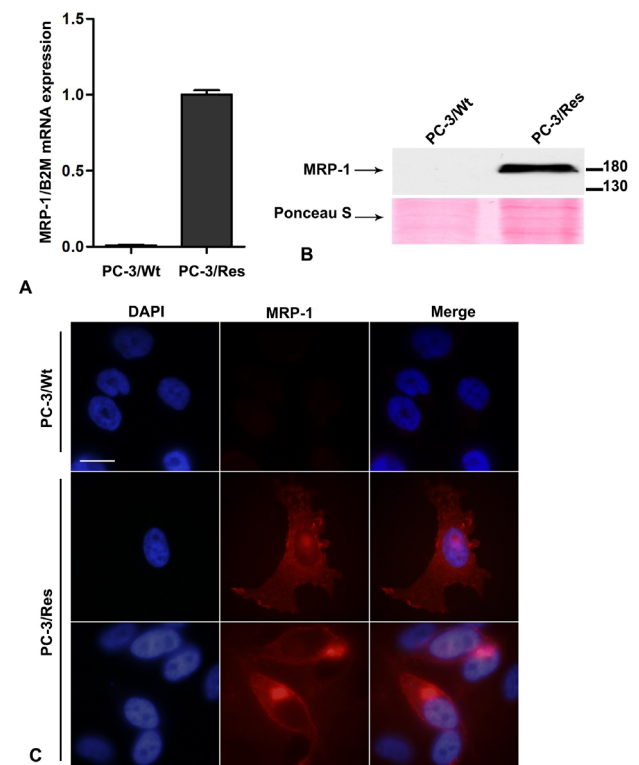 MRP-1/B2M mRNA expression
1.5
1.0
0.5
0.0
PC-3/Wt
PC-3/Res
A
PC-3/Wt
PC-3/Res
MRP-1
180
130
Ponceau S
B
DAPI
MRP-1
Merge
PC-3/Wt
PC-3/Res
C